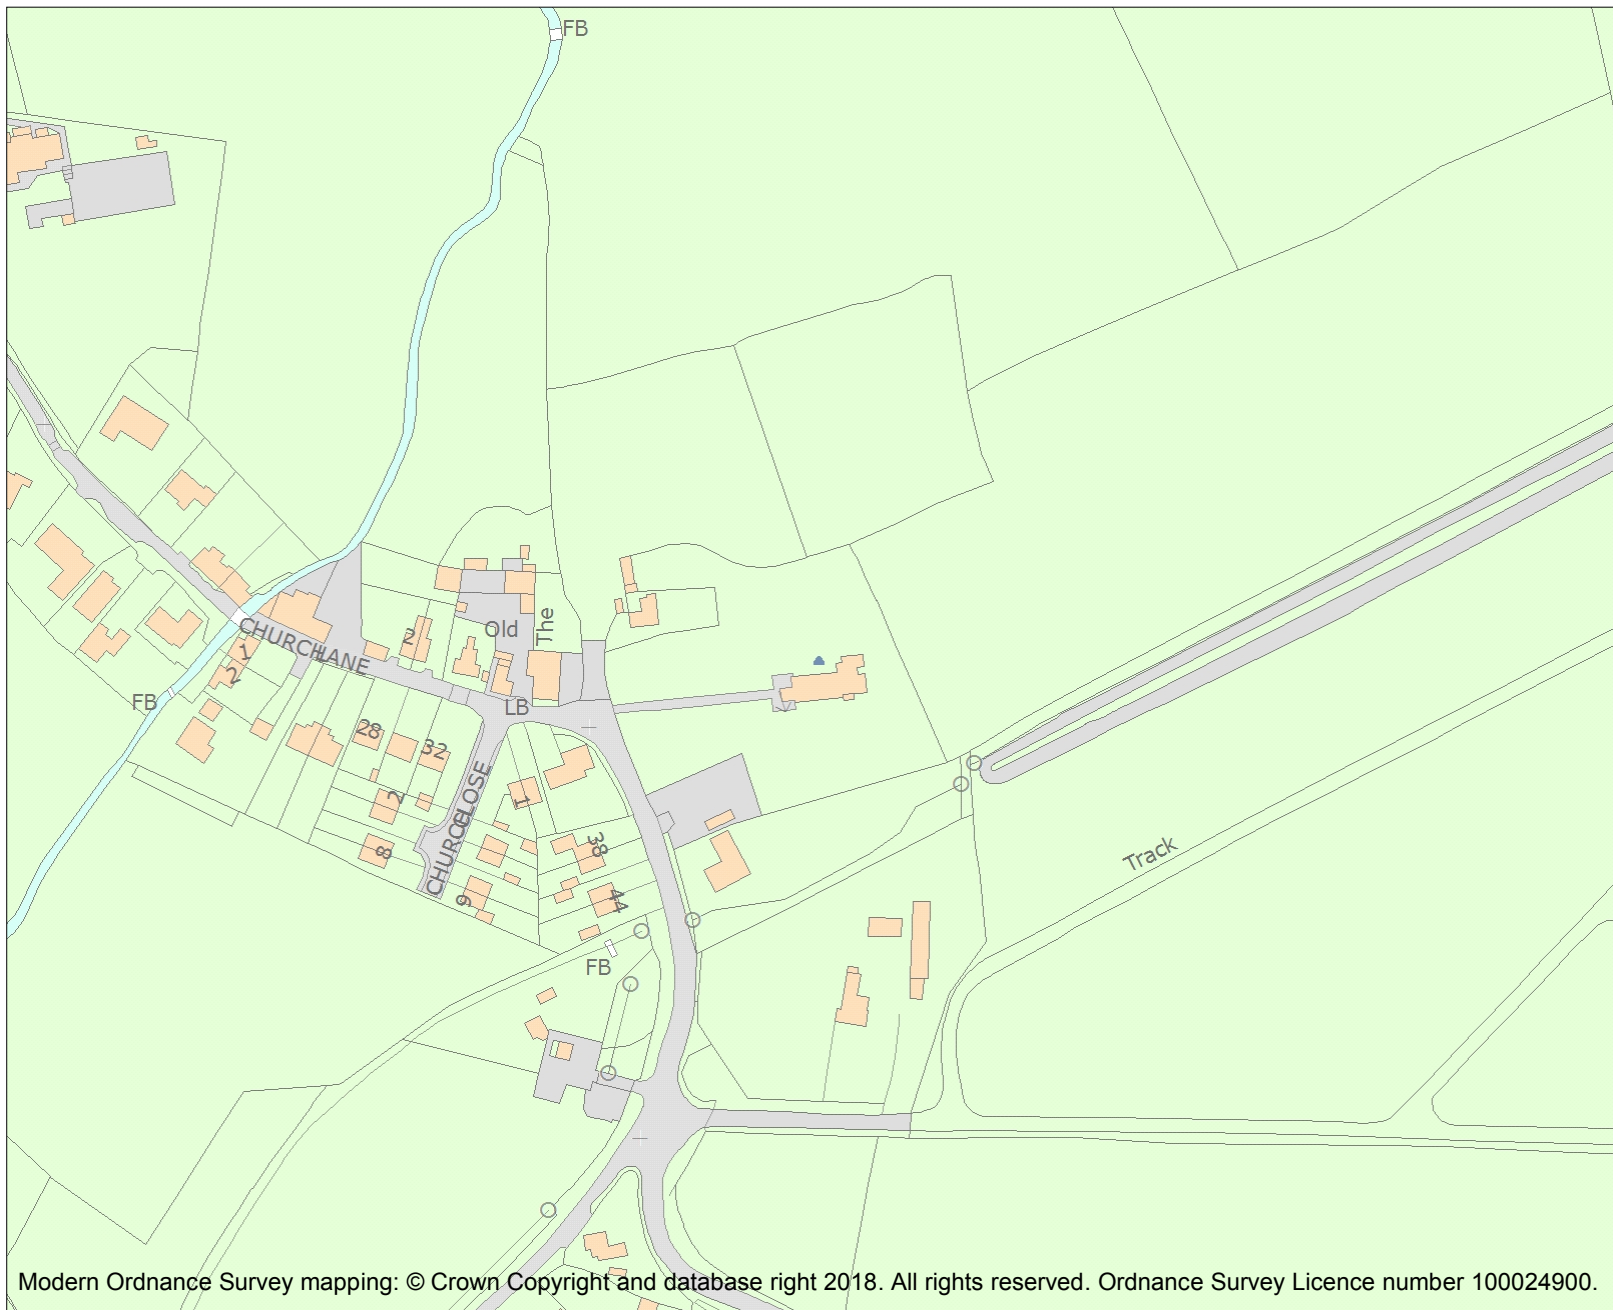 FB
The
Old
CHURCH LANE
2
1
2
FB
LB
28
32
CHURCH CLOSE
2
1
8
9
38
44
Track
FB
Modern Ordnance Survey mapping: © Crown Copyright and database right 2018. All rights reserved. Ordnance Survey Licence number 100024900.